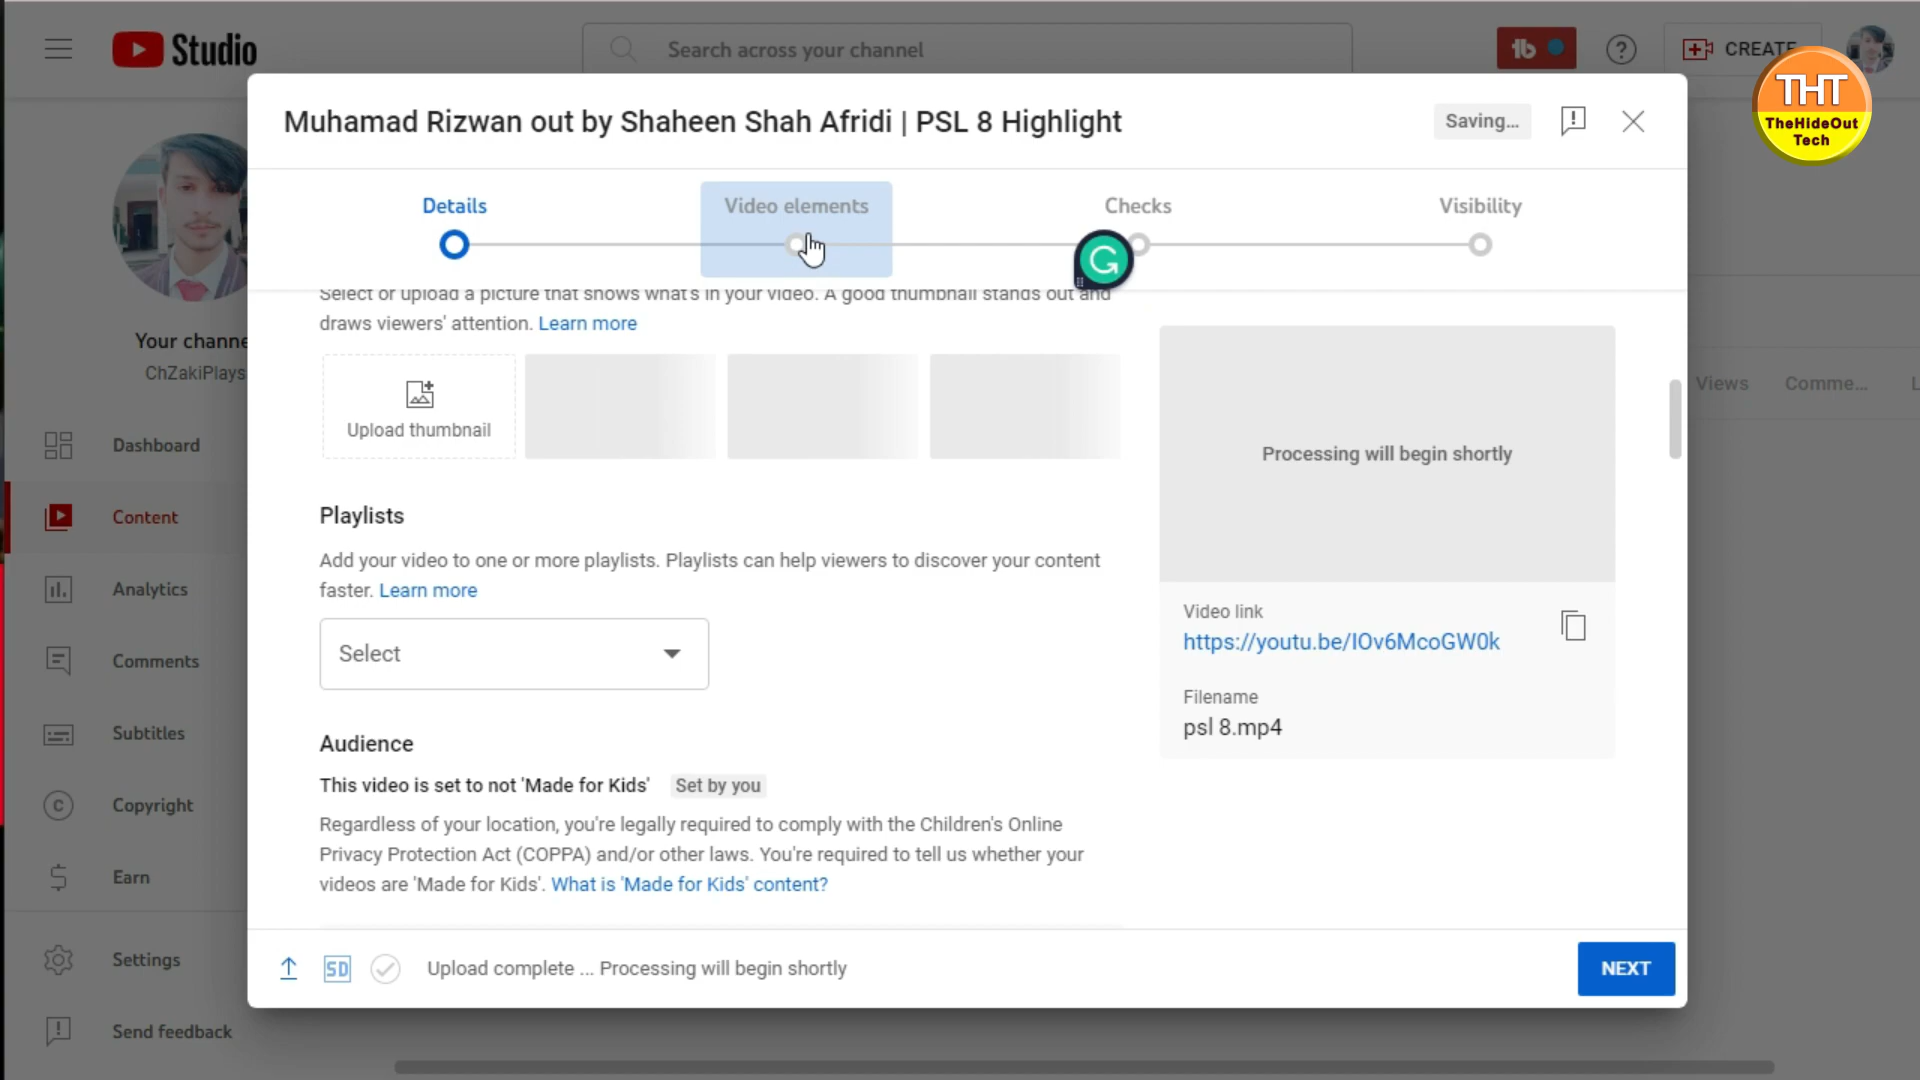 Studio
Search across your channel
CREATE
THT
TheHideOut
Tech
Muhamad Rizwan out by Shaheen Shah Afridi | PSL 8 Highlight
Saving...
Details
Video elements
Checks
Visibility
Select or upload a picture that shows what's in your video. A good thumbnail stands out and
draws viewers' attention. Learn more
Upload thumbnail
Processing will begin shortly
Playlists
Add your video to one or more playlists. Playlists can help viewers to discover your content
faster. Learn more
Select
Video link
https://youtu.be/IOv6McoGW0k
Filename
psl 8.mp4
Audience
This video is set to not 'Made for Kids' Set by you
Regardless of your location, you're legally required to comply with the Children's Online
Privacy Protection Act (COPPA) and/or other laws. You're required to tell us whether your
videos are 'Made for Kids'. What is 'Made for Kids' content?
SD
Upload complete ... Processing will begin shortly
NEXT
Your channe
ChZakiPlays
Dashboard
Content
Analytics
Comments
Subtitles
Copyright
Earn
Settings
Send feedback
Views
Comme...